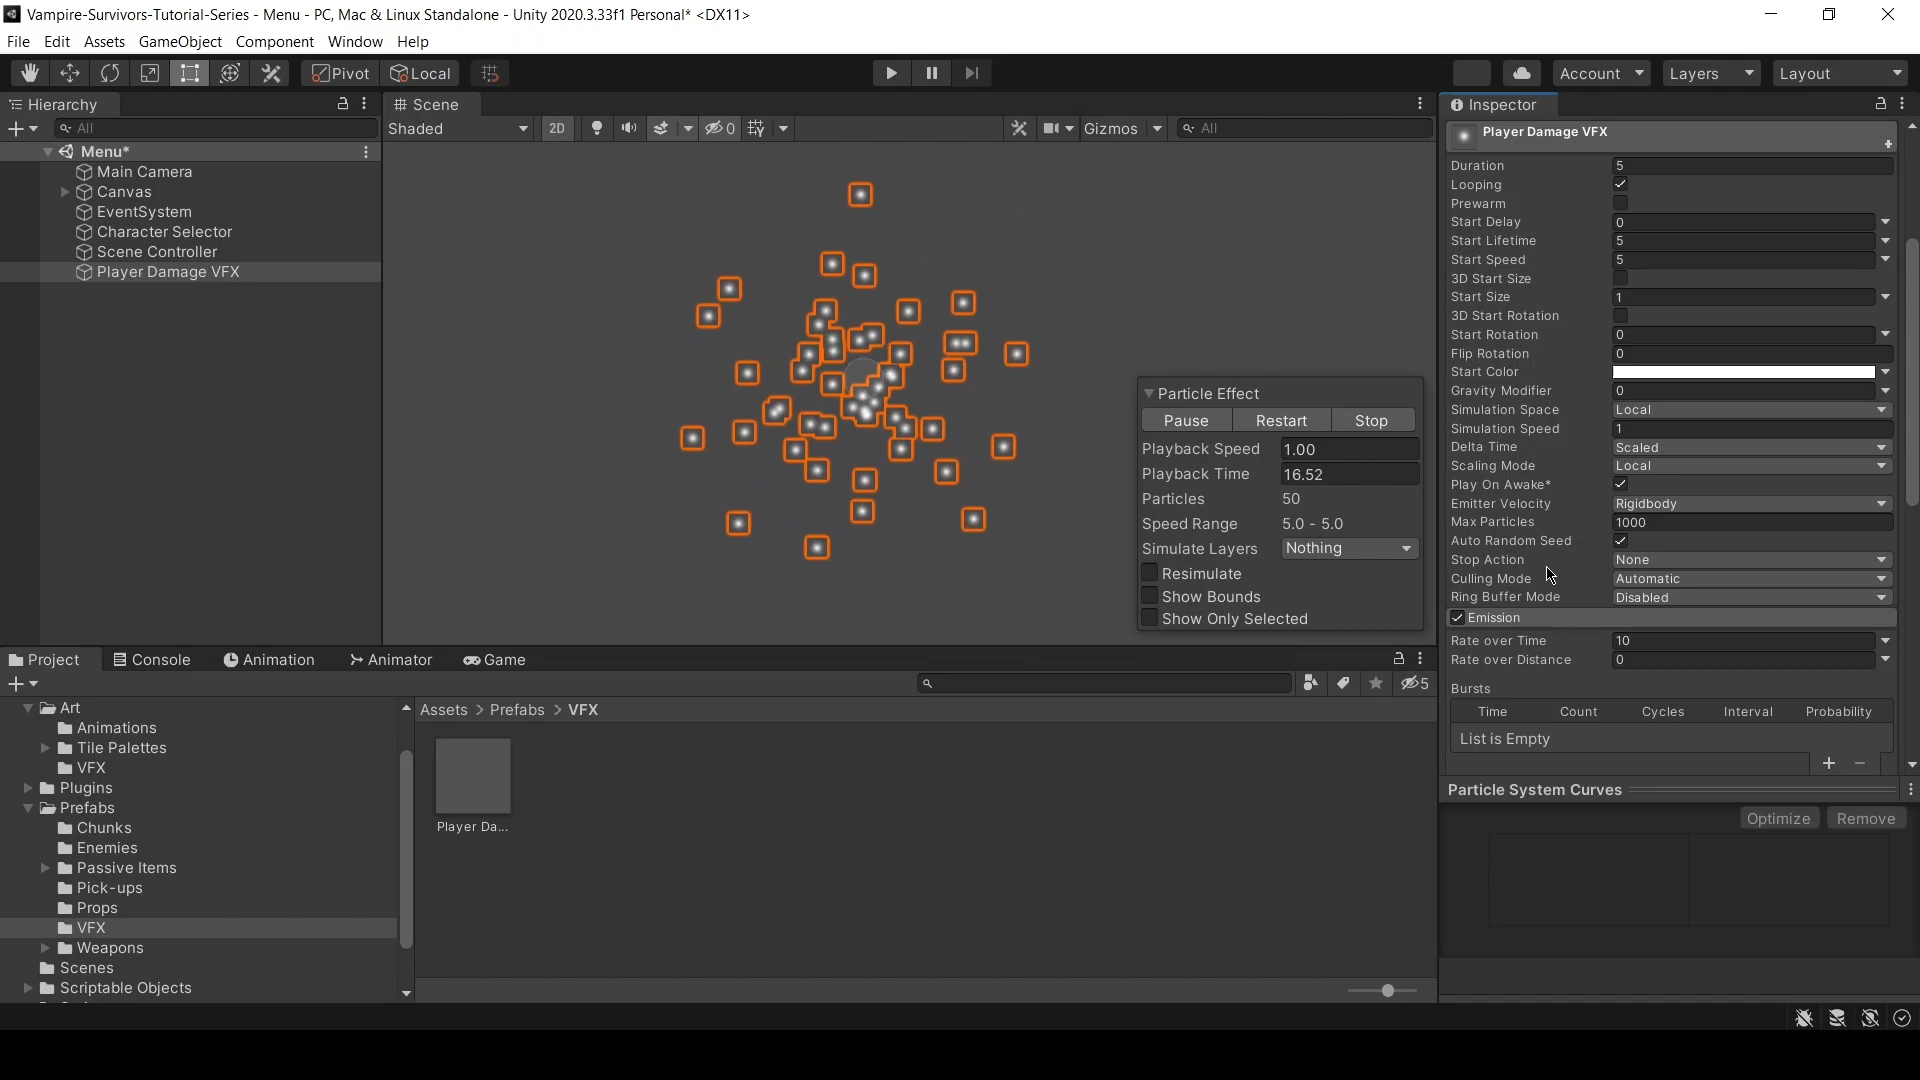 Vampire-Survivors-Tutorial-Series - Menu - PC, Mac & Linux Standalone - Unity 2020.3.33f1 Personal* <DX11>
File Edit Assets GameObject Component Window Help
Pivot Local Account Layers Layout
Hierarchy
All
Menu*
Main Camera
Canvas
EventSystem
Character Selector
Scene Controller
Player Damage VFX
Scene
Shaded 2D 0 Gizmos All
Particle Effect
Pause Restart Stop
Playback Speed 1.00
Playback Time 16.52
Particles 50
Speed Range 5.0 - 5.0
Simulate Layers Nothing
Resimulate
Show Bounds
Show Only Selected
Inspector
Player Damage VFX
Duration 5
Looping
Prewarm
Start Delay 0
Start Lifetime 5
Start Speed 5
3D Start Size
Start Size 1
3D Start Rotation
Start Rotation 0
Flip Rotation 0
Start Color
Gravity Modifier 0
Simulation Space Local
Simulation Speed 1
Delta Time Scaled
Scaling Mode Local
Play On Awake*
Emitter Velocity Rigidbody
Max Particles 1000
Auto Random Seed
Stop Action None
Culling Mode Automatic
Ring Buffer Mode Disabled
Emission
Rate over Time 10
Rate over Distance 0
Bursts
Time Count Cycles Interval Probability
List is Empty
Particle System Curves
Optimize Remove
Project Console Animation Animator Game
5
Art
Animations
Tile Palettes
VFX
Plugins
Prefabs
Chunks
Enemies
Passive Items
Pick-ups
Props
VFX
Weapons
Scenes
Scriptable Objects
Assets > Prefabs > VFX
Player Da...